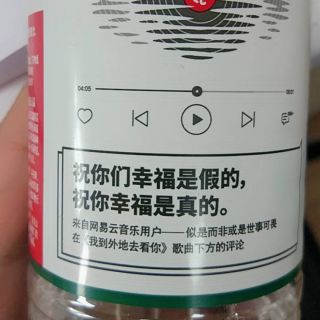 04:05
00:01
祝你们幸福是假的，
祝你幸福是真的。
来自网易云音乐用户——似是而非或是世事可畏
在《我到外地去看你》歌曲下方的评论